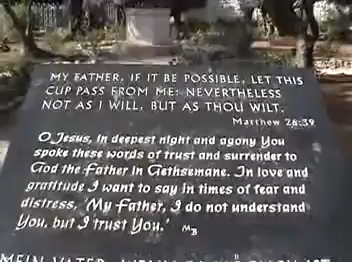 MY FATHER, IF IT BE POSSIBLE, LET THIS
CUP PASS FROM ME: NEVERTHELESS
NOT AS I WILL, BUT AS THOU WILT.
Matthew 26:39
O Jesus, in deepest night and agony You
spoke these words of trust and surrender to
God the Father in Gethsemane. In love and
gratitude I want to say in times of fear and
distress, 'My Father, I do not understand
You, but I trust You.' MB
MEIN VATER,